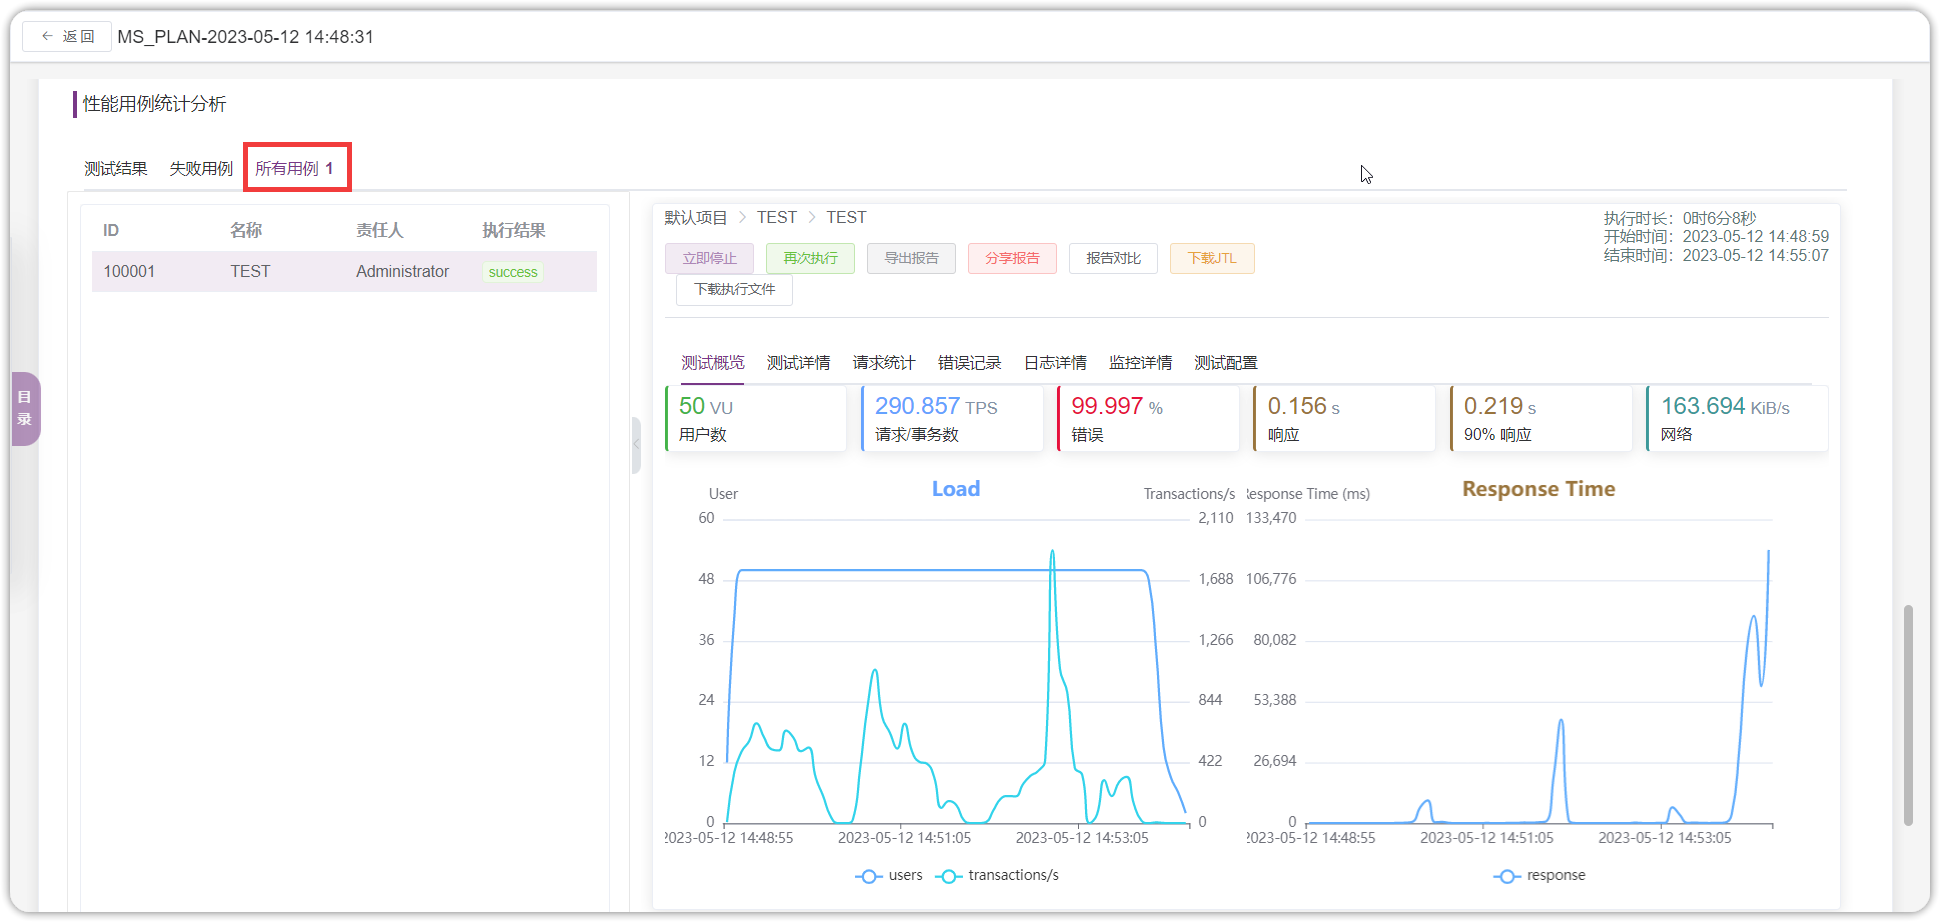 ← 返 回 MS_PLAN-2023-05-12 14:48:31
性能用例统计分析
测试结果 失败用例 所有用例 1
ID 名称 责任人 执行结果
100001 TEST Administrator success
目录
默认项目 > TEST > TEST
执行时长： 0时6分8秒
开始时间： 2023-05-12 14:48:59
结束时间： 2023-05-12 14:55:07
立即停止 再次执行 导出报告 分享报告 报告对比 下载JTL
下载执行文件
测试概览 测试详情 请求统计 错误记录 日志详情 监控详情 测试配置
50 VU
用户数
290.857 TPS
请求/事务数
99.997 %
错误
0.156 s
响应
0.219 s
90% 响应
163.694 KiB/s
网络
Load
User
Transactions/s
60
48
36
24
12
0
2,110
1,688
1,266
844
422
0
2023-05-12 14:48:55 2023-05-12 14:51:05 2023-05-12 14:53:05
users transactions/s
Response Time
Response Time (ms)
133,470
106,776
80,082
53,388
26,694
0
2023-05-12 14:48:55 2023-05-12 14:51:05 2023-05-12 14:53:05
response